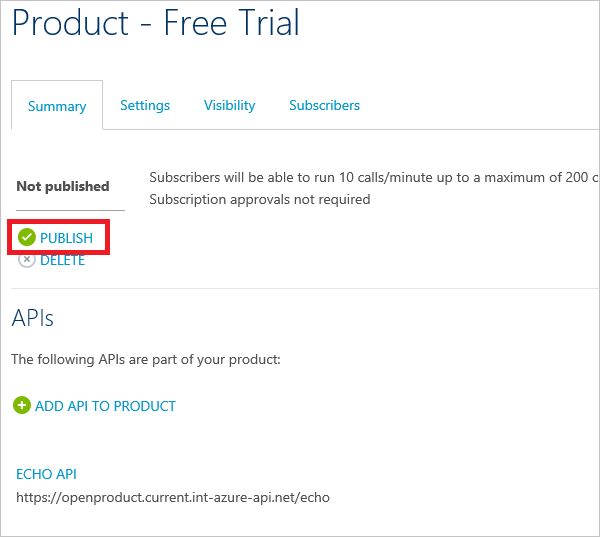 Product - Free Trial
Summary Settings Visibility Subscribers
Not published
Subscribers will be able to run 10 calls/minute up to a maximum of 200 c
Subscription approvals not required
PUBLISH
DELETE
APIs
The following APIs are part of your product:
ADD API TO PRODUCT
ECHO API
https://openproduct.current.int-azure-api.net/echo